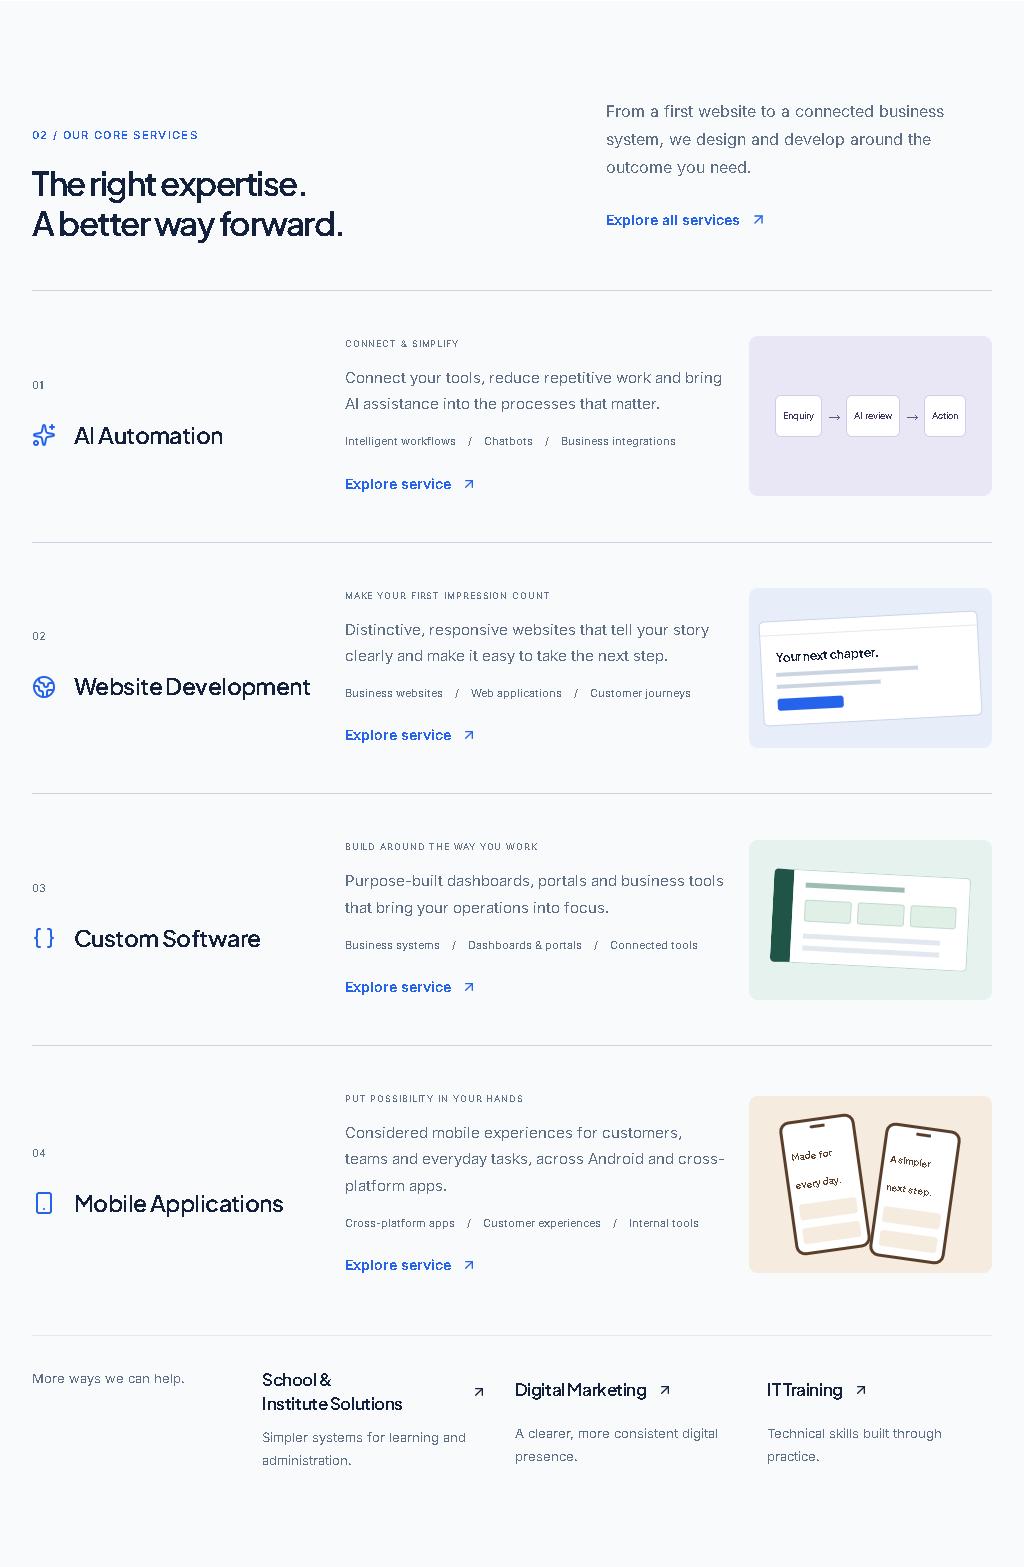 02 / OUR CORE SERVICES
The right expertise.
A better way forward.
From a first website to a connected business
system, we design and develop around the
outcome you need.
Explore all services
01
AI Automation
CONNECT & SIMPLIFY
Connect your tools, reduce repetitive work and bring
AI assistance into the processes that matter.
Intelligent workflows / Chatbots / Business integrations
Explore service
Enquiry → AI review → Action
02
Website Development
MAKE YOUR FIRST IMPRESSION COUNT
Distinctive, responsive websites that tell your story
clearly and make it easy to take the next step.
Business websites / Web applications / Customer journeys
Explore service
Your next chapter.
03
Custom Software
BUILD AROUND THE WAY YOU WORK
Purpose-built dashboards, portals and business tools
that bring your operations into focus.
Business systems / Dashboards & portals / Connected tools
Explore service
04
Mobile Applications
PUT POSSIBILITY IN YOUR HANDS
Considered mobile experiences for customers,
teams and everyday tasks, across Android and cross-
platform apps.
Cross-platform apps / Customer experiences / Internal tools
Explore service
Made for
every day.
A simpler
next step.
More ways we can help.
School &
Institute Solutions
Simpler systems for learning and
administration.
Digital Marketing
A clearer, more consistent digital
presence.
IT Training
Technical skills built through
practice.